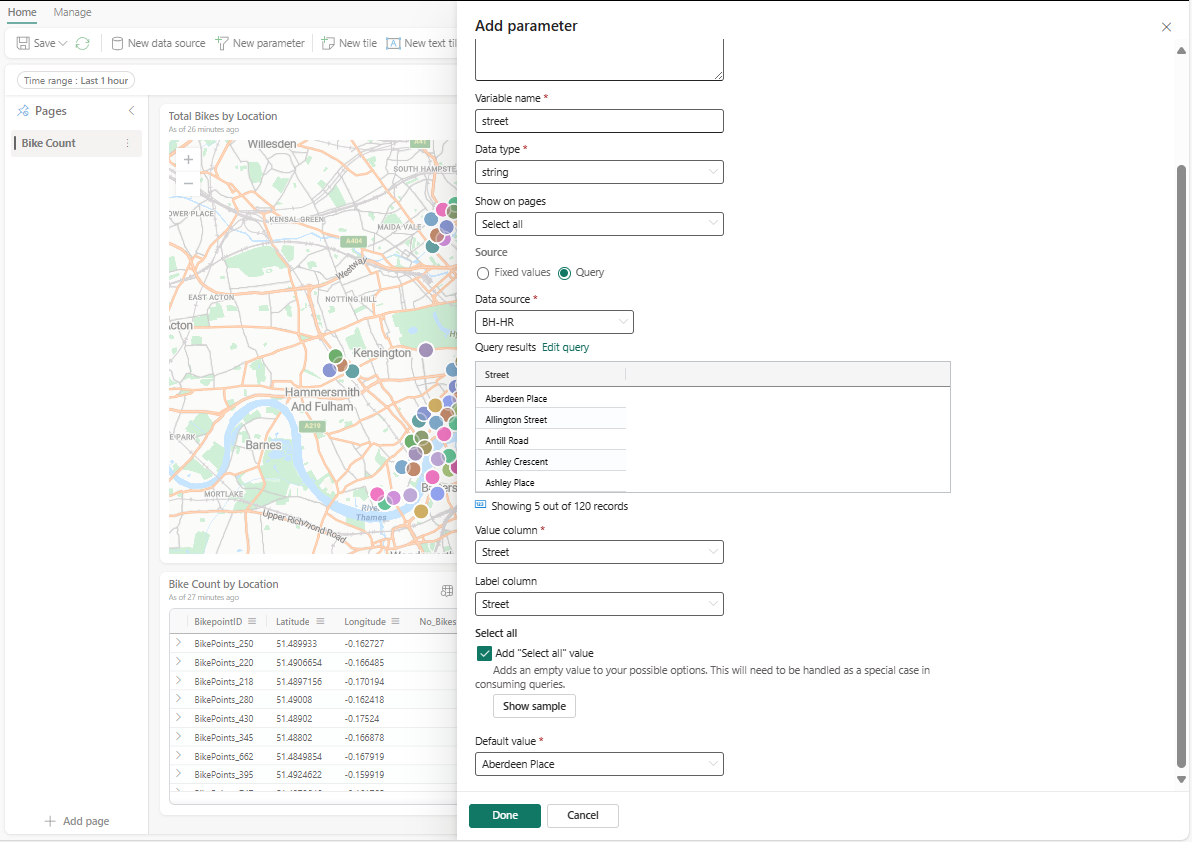 Home Manage
Save New data source New parameter New tile New text til
Time range : Last 1 hour
Pages
Bike Count
Add page
Total Bikes by Location
As of 26 minutes ago
Willesden
A41
SOUTH HAMPSTE
OWER PLACE
KENSAL GREEN
MAIDA VALE
A404
Westway
EAST ACTON
NOTTING HILL
cton
Kensington
Hammersmith
And Fulham
A219
E PARK
Barnes
MORTLAKE
River
Thames
Upper Richmond Road
Bike Count by Location
As of 27 minutes ago
BikepointID Latitude Longitude No_Bikes
BikePoints_250 51.489933 -0.162727
BikePoints_220 51.4906654 -0.166485
BikePoints_218 51.4897156 -0.170194
BikePoints_280 51.49008 -0.162418
BikePoints_430 51.48902 -0.17524
BikePoints_345 51.48802 -0.166878
BikePoints_662 51.4849854 -0.167919
BikePoints_395 51.4924622 -0.159919
Add parameter
Variable name *
street
Data type *
string
Show on pages
Select all
Source
Fixed values Query
Data source *
BH-HR
Query results Edit query
Street
Aberdeen Place
Allington Street
Antill Road
Ashley Crescent
Ashley Place
Showing 5 out of 120 records
Value column *
Street
Label column
Street
Select all
Add "Select all" value
Adds an empty value to your possible options. This will need to be handled as a special case in
consuming queries.
Show sample
Default value *
Aberdeen Place
Done Cancel